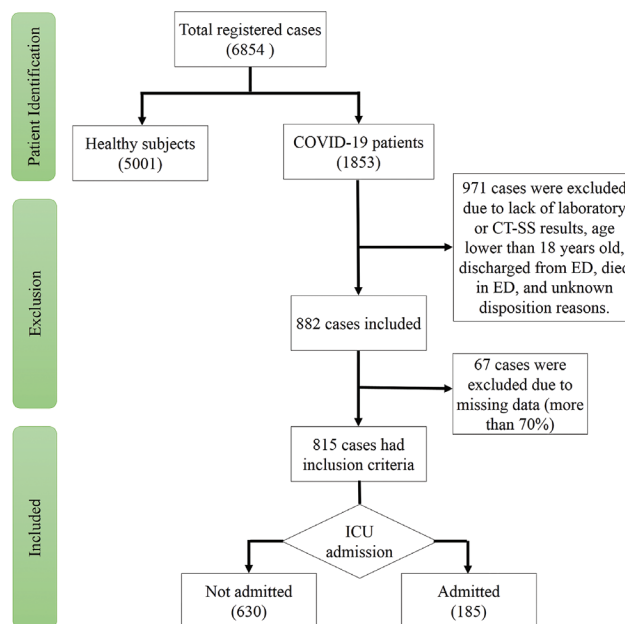 Patient Identification
Total registered cases
(6854 )
Healthy subjects
(5001)
COVID-19 patients
(1853)
Exclusion
971 cases were excluded
due to lack of laboratory
or CT-SS results, age
lower than 18 years old,
discharged from ED, died
in ED, and unknown
disposition reasons.
882 cases included
67 cases were
excluded due to
missing data (more
than 70%)
Included
815 cases had
inclusion criteria
ICU
admission
Not admitted
(630)
Admitted
(185)